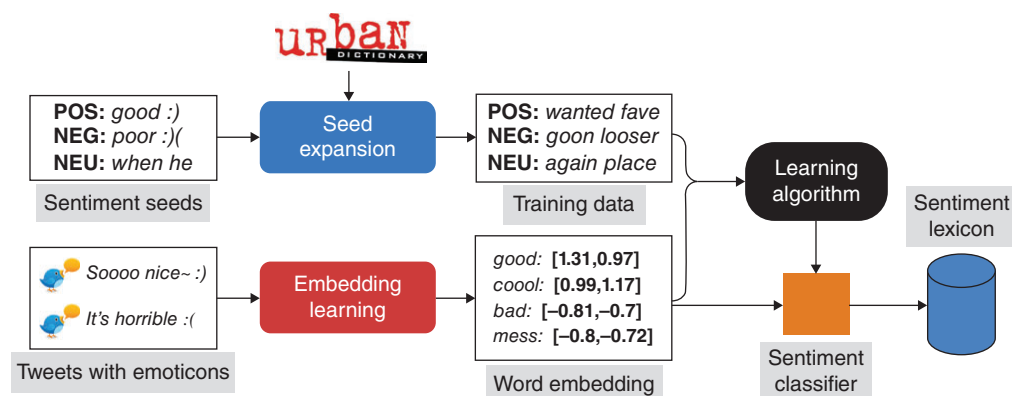 urban
DICTIONARY
POS: good :)
NEG: poor :)(
NEU: when he
Sentiment seeds
Seed
expansion
POS: wanted fave
NEG: goon looser
NEU: again place
Training data
Learning
algorithm
Sentiment
lexicon
Soooo nice~ :)
It's horrible :(
Tweets with emoticons
Embedding
learning
good: [1.31,0.97]
coool: [0.99,1.17]
bad: [–0.81,–0.7]
mess: [–0.8,–0.72]
Word embedding
Sentiment
classifier